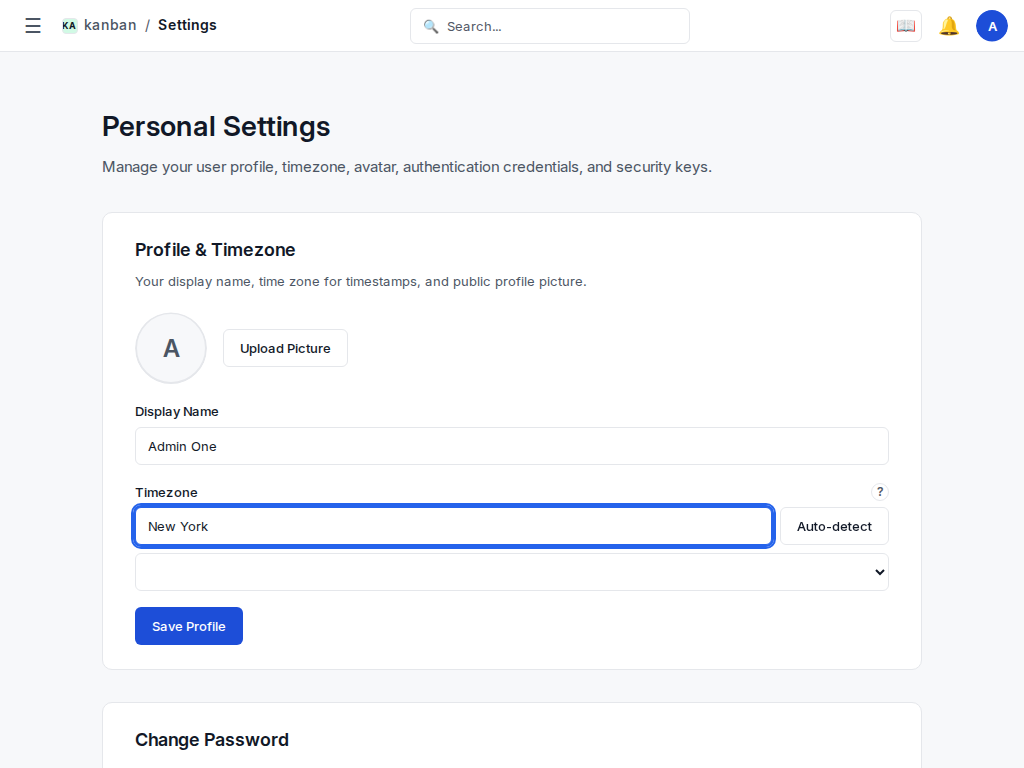 ☰ KA kanban / Settings
Search...
A
Personal Settings
Manage your user profile, timezone, avatar, authentication credentials, and security keys.
Profile & Timezone
Your display name, time zone for timestamps, and public profile picture.
A
Upload Picture
Display Name
Admin One
Timezone
?
New York
Auto-detect
Save Profile
Change Password